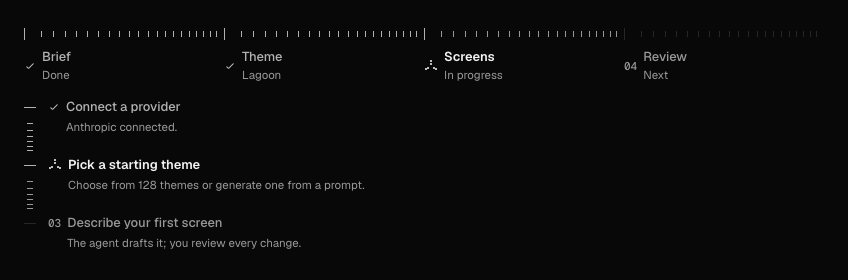 Brief
Done
Theme
Lagoon
Screens
In progress
04 Review
Next
Connect a provider
Anthropic connected.
Pick a starting theme
Choose from 128 themes or generate one from a prompt.
03 Describe your first screen
The agent drafts it; you review every change.